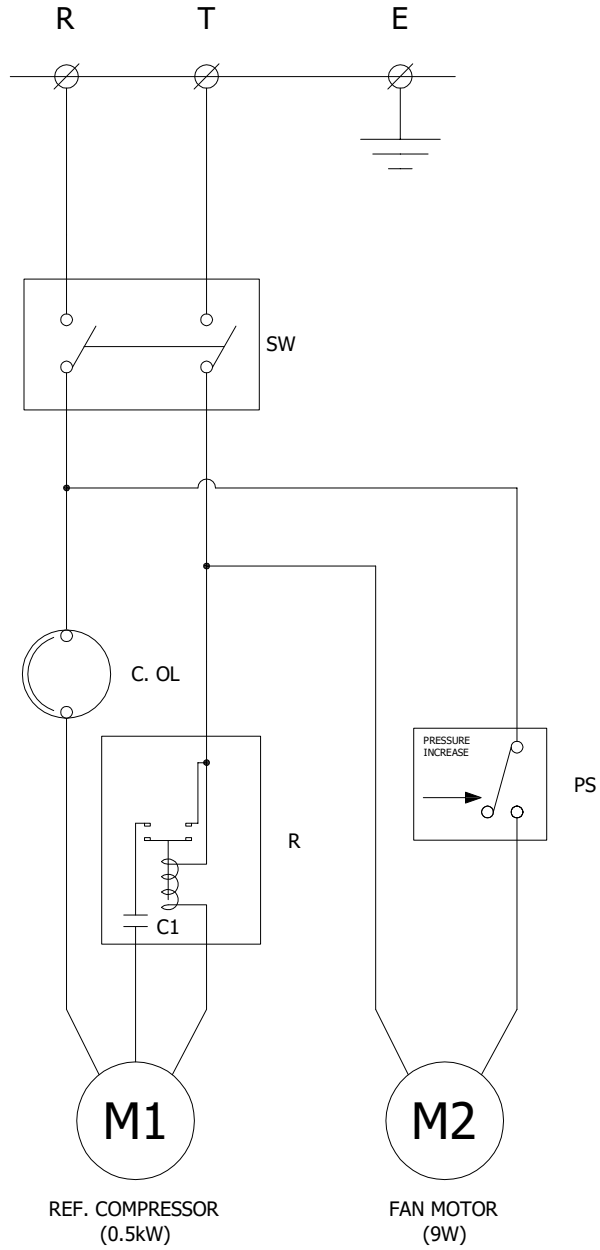 R T E
SW
C. OL
PRESSURE
INCREASE
PS
R
C1
M1 M2
REF. COMPRESSOR
(0.5kW)
FAN MOTOR
(9W)